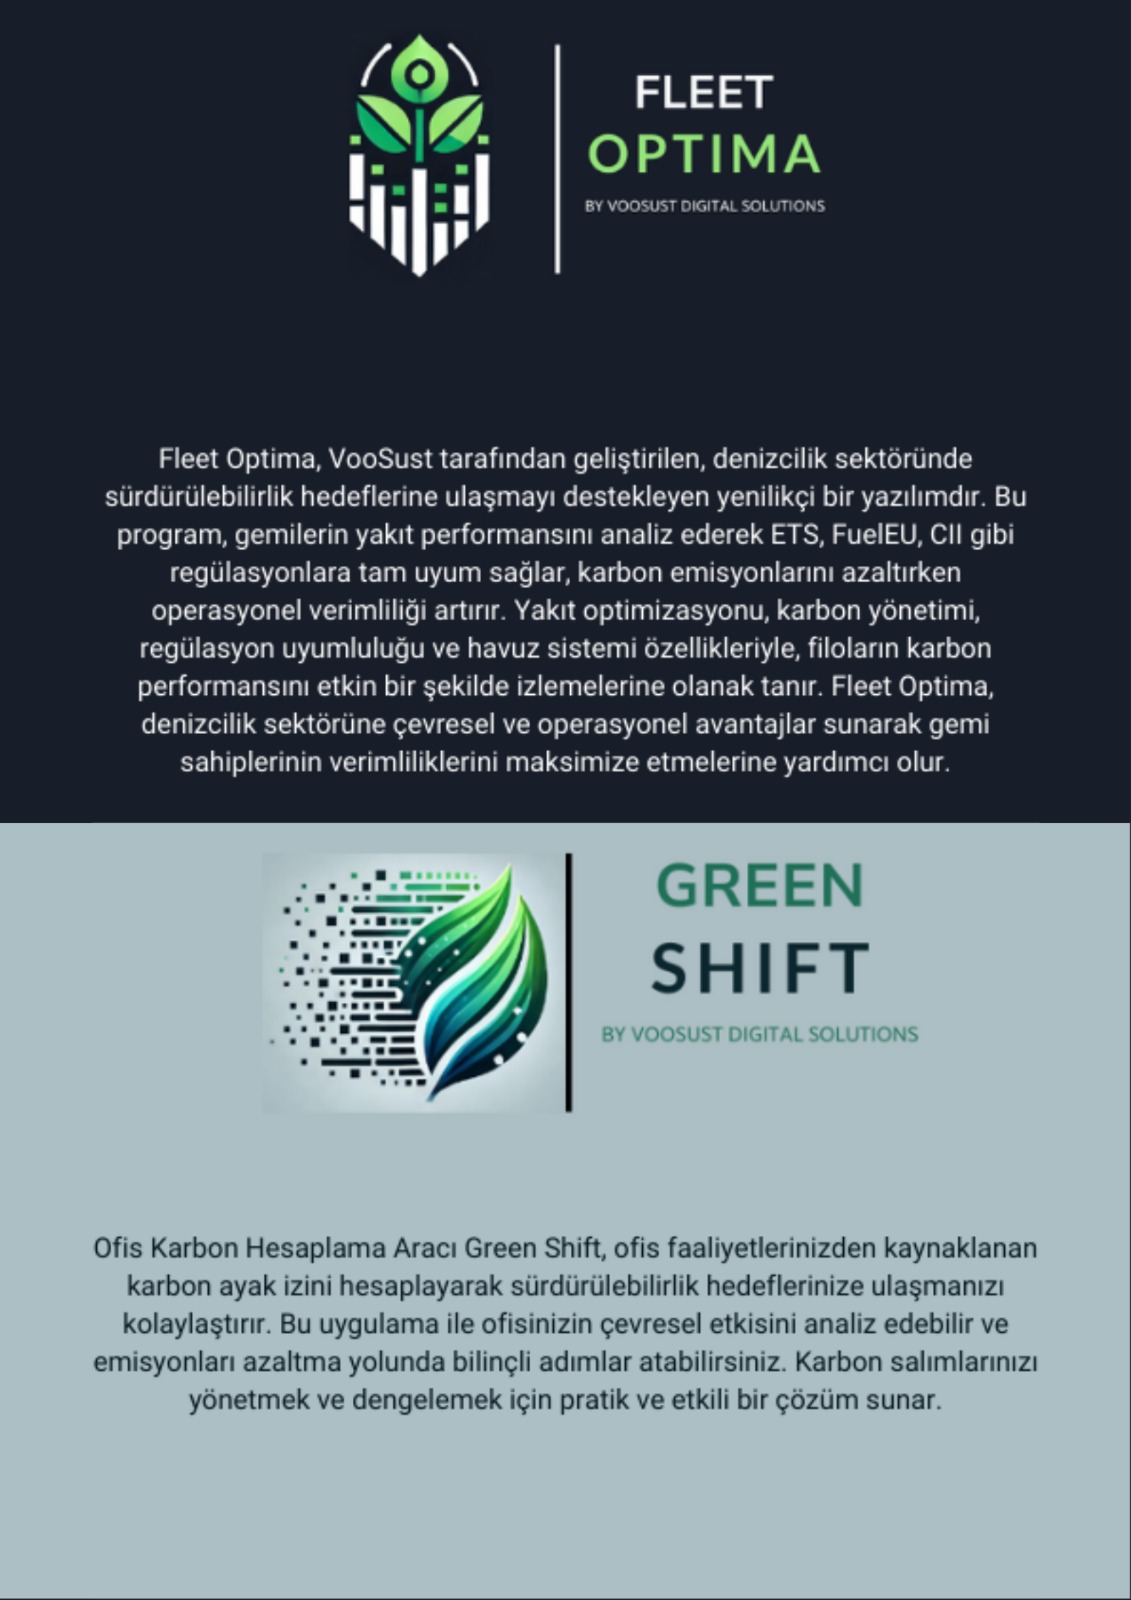 FLEET
OPTIMA
BY VOOSUST DIGITAL SOLUTIONS
Fleet Optima, VooSust tarafından geliştirilen, denizcilik sektöründe
sürdürülebilirlik hedeflerine ulaşmayı destekleyen yenilikçi bir yazılımdır. Bu
program, gemilerin yakıt performansını analiz ederek ETS, FuelEU, CII gibi
regülasyonlara tam uyum sağlar, karbon emisyonlarını azaltırken
operasyonel verimliliği artırır. Yakıt optimizasyonu, karbon yönetimi,
regülasyon uyumluluğu ve havuz sistemi özellikleriyle, filoların karbon
performansını etkin bir şekilde izlemelerine olanak tanır. Fleet Optima,
denizcilik sektörüne çevresel ve operasyonel avantajlar sunarak gemi
sahiplerinin verimliliklerini maksimize etmelerine yardımcı olur.
GREEN
SHIFT
BY VOOSUST DIGITAL SOLUTIONS
Ofis Karbon Hesaplama Aracı Green Shift, ofis faaliyetlerinizden kaynaklanan
karbon ayak izini hesaplayarak sürdürülebilirlik hedeflerinize ulaşmanızı
kolaylaştırır. Bu uygulama ile ofisinizin çevresel etkisini analiz edebilir ve
emisyonları azaltma yolunda bilinçli adımlar atabilirsiniz. Karbon salımlarınızı
yönetmek ve dengelemek için pratik ve etkili bir çözüm sunar.